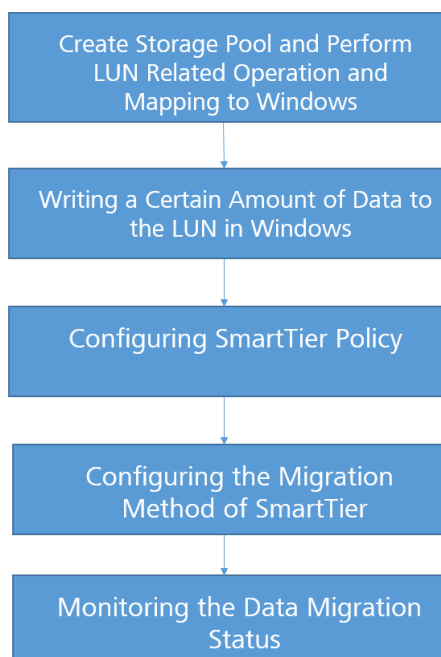 Create Storage Pool and Perform
LUN Related Operation and
Mapping to Windows
Writing a Certain Amount of Data to
the LUN in Windows
Configuring SmartTier Policy
Configuring the Migration
Method of SmartTier
Monitoring the Data Migration
Status